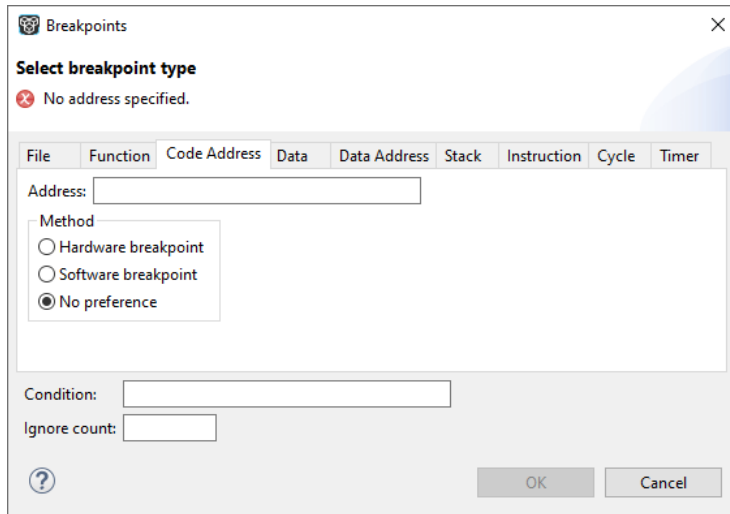 Breakpoints
Select breakpoint type
No address specified.
File Function Code Address Data Data Address Stack Instruction Cycle Timer
Address:
Method
Hardware breakpoint
Software breakpoint
No preference
Condition:
Ignore count:
? OK Cancel